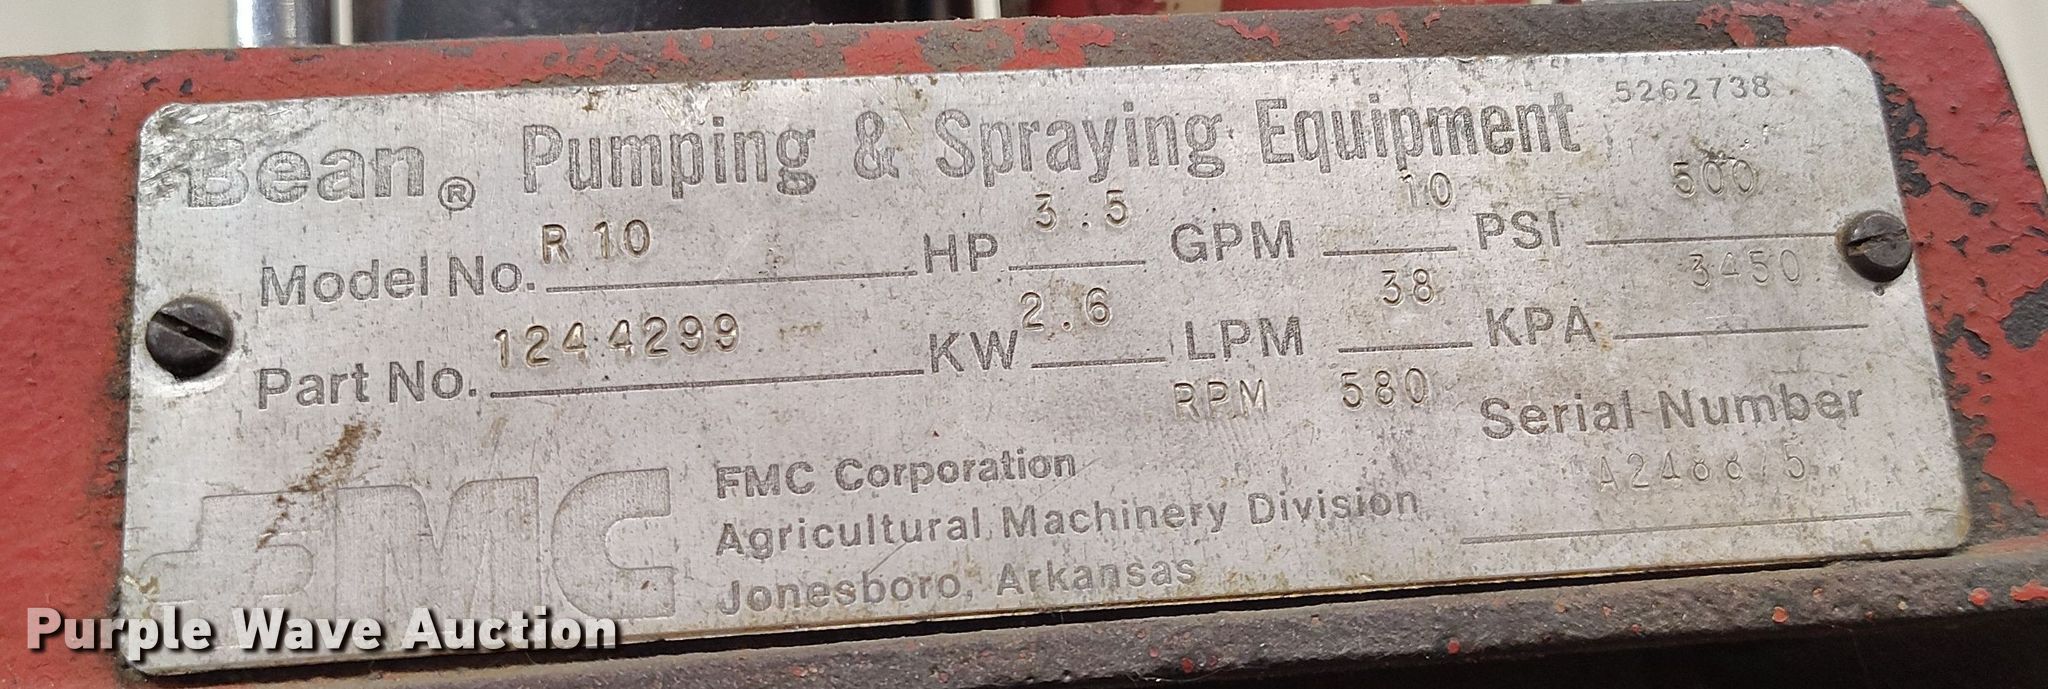 5262738
Bean® Pumping & Spraying Equipment
Model No. R10 HP 3.5 GPM 10 PSI 500
Part No. 1244299 KW 2.6 LPM 38 KPA 3450
RPM 580 Serial Number
FMC FMC Corporation
Agricultural Machinery Division
Jonesboro, Arkansas
Purple Wave Auction